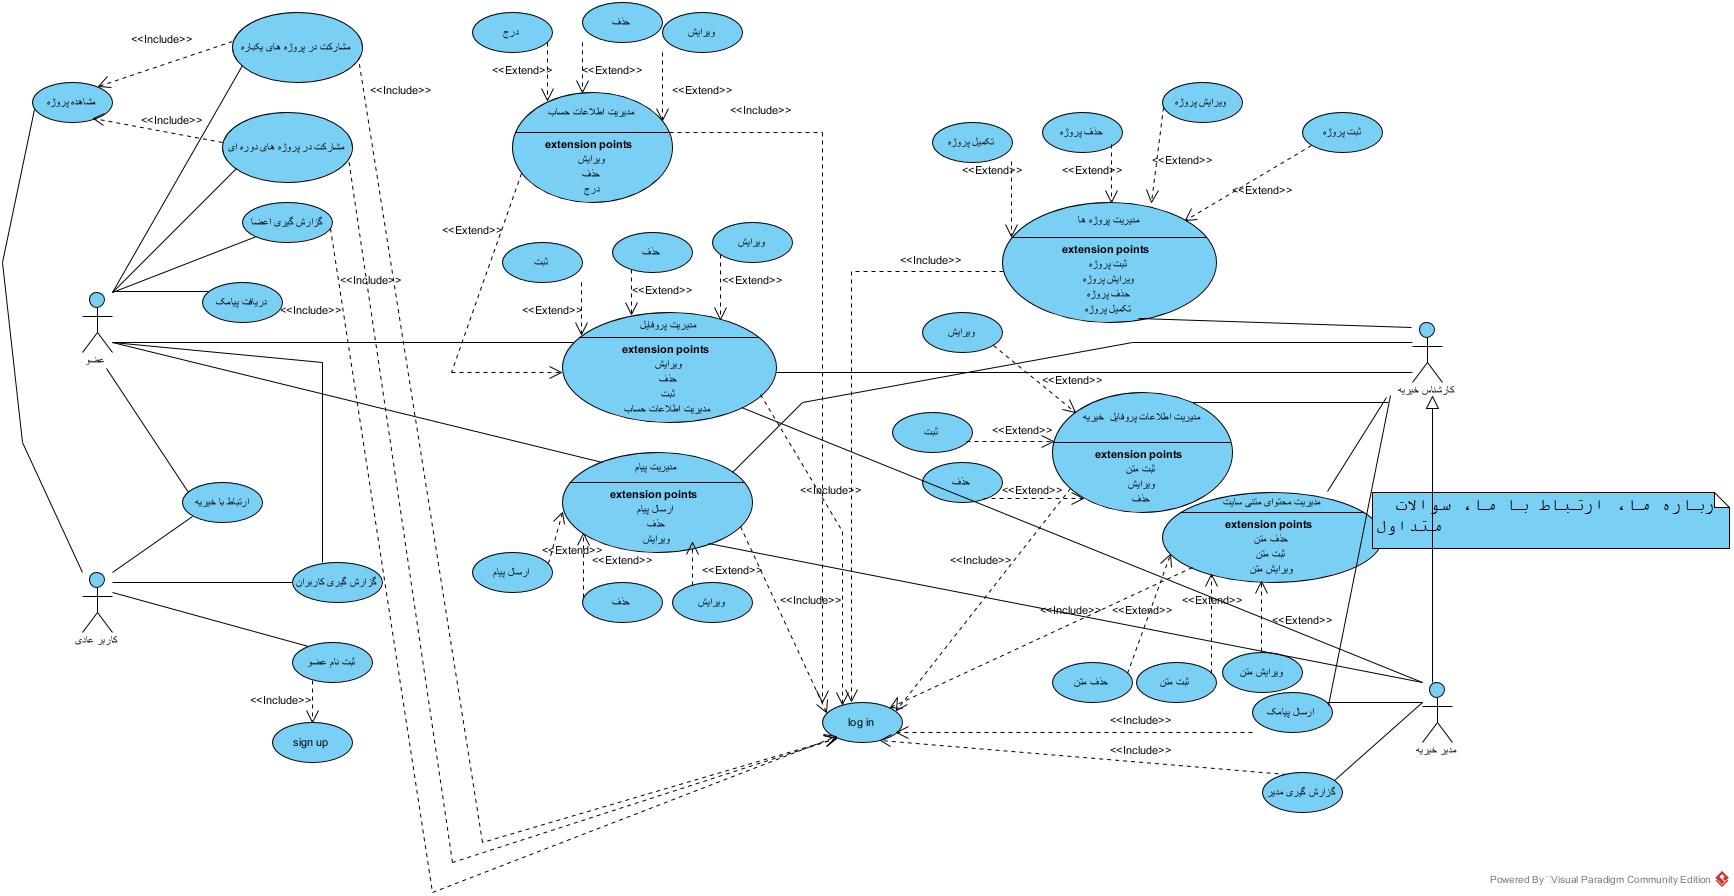 مشارکت در پروژه های یکباره
<<Include>>
مشاهده پروژه
<<Include>>
<<Include>>
مشارکت در پروژه های دوره ای
گزارش گیری اعضا
<<Include>>
دریافت پیامک
<<Include>>
عضو
ارتباط با خیریه
گزارش گیری کاربران
کاربر عادی
ثبت نام عضو
<<Include>>
sign up
درج
حذف
ویرایش
<<Extend>>
<<Extend>>
<<Extend>>
<<Include>>
مدیریت اطلاعات حساب
extension points
ویرایش
حذف
درج
<<Extend>>
ثبت
حذف
ویرایش
<<Extend>>
<<Extend>>
<<Extend>>
مدیریت پروفایل
extension points
ویرایش
حذف
ثبت
مدیریت اطلاعات حساب
مدیریت پیام
extension points
ارسال پیام
حذف
ویرایش
<<Include>>
<<Extend>>
<<Extend>>
<<Extend>>
ارسال پیام
حذف
ویرایش
<<Include>>
log in
تکمیل پروژه
حذف پروژه
ویرایش پروژه
ثبت پروژه
<<Extend>>
<<Extend>>
<<Extend>>
<<Extend>>
مدیریت پروژه ها
extension points
ثبت پروژه
ویرایش پروژه
حذف پروژه
تکمیل پروژه
<<Include>>
ویرایش
<<Extend>>
کارشناس خیریه
ثبت
<<Extend>>
حذف
<<Extend>>
مدیریت اطلاعات پروفایل خیریه
extension points
ثبت متن
ویرایش
حذف
مدیریت محتوای متنی سایت
extension points
حذف متن
ثبت متن
ویرایش متن
رباره ما، ارتباط با ما، سوالات
متداول
<<Include>>
<<Include>>
<<Extend>>
<<Extend>>
<<Extend>>
حذف متن
ثبت متن
ویرایش متن
ارسال پیامک
<<Include>>
<<Include>>
مدیر خیریه
گزارش گیری مدیر
Powered By Visual Paradigm Community Edition